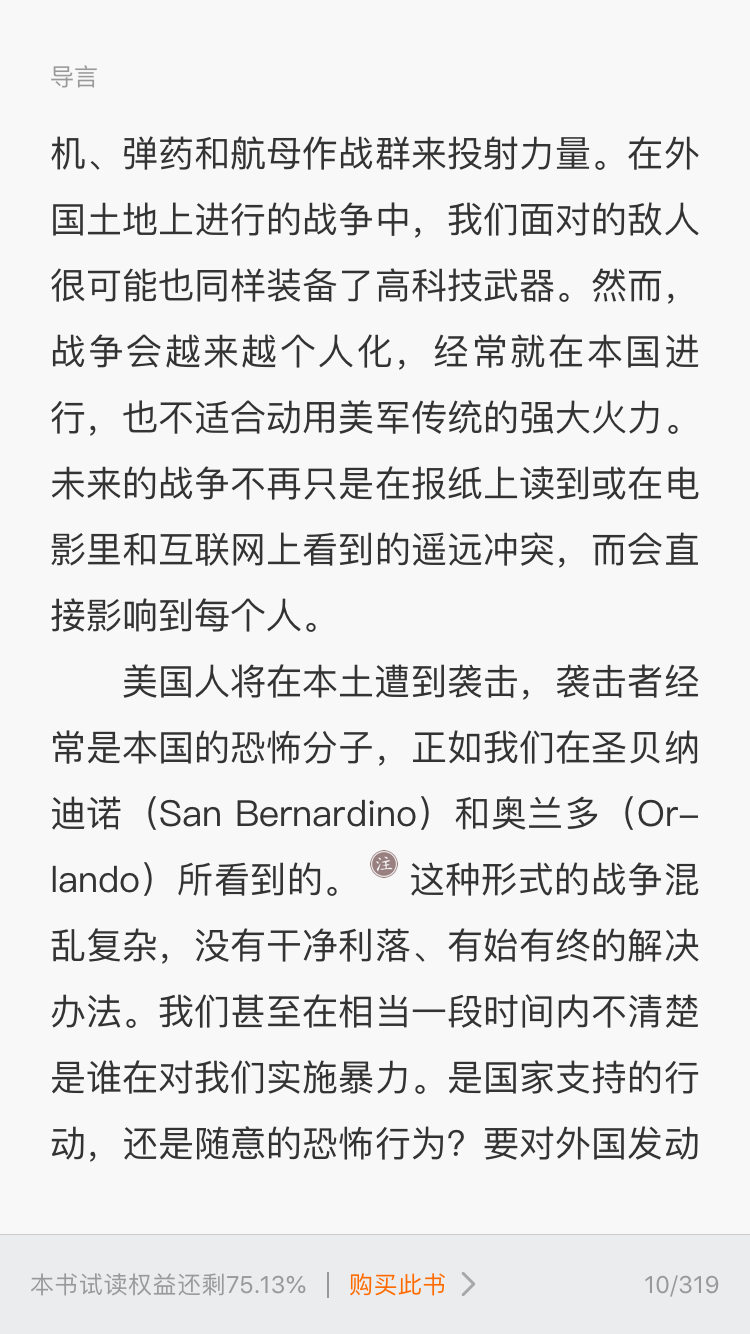 导言
机、弹药和航母作战群来投射力量。在外
国土地上进行的战争中，我们面对的敌人
很可能也同样装备了高科技武器。然而，
战争会越来越个人化，经常就在本国进
行，也不适合动用美军传统的强大火力。
未来的战争不再只是在报纸上读到或在电
影里和互联网上看到的遥远冲突，而会直
接影响到每个人。
美国人将在本土遭到袭击，袭击者经
常是本国的恐怖分子，正如我们在圣贝纳
迪诺（San Bernardino）和奥兰多（Or-
lando）所看到的。注 这种形式的战争混
乱复杂，没有干净利落、有始有终的解决
办法。我们甚至在相当一段时间内不清楚
是谁在对我们实施暴力。是国家支持的行
动，还是随意的恐怖行为？要对外国发动
本书试读权益还剩75.13% | 购买此书 >
10/319